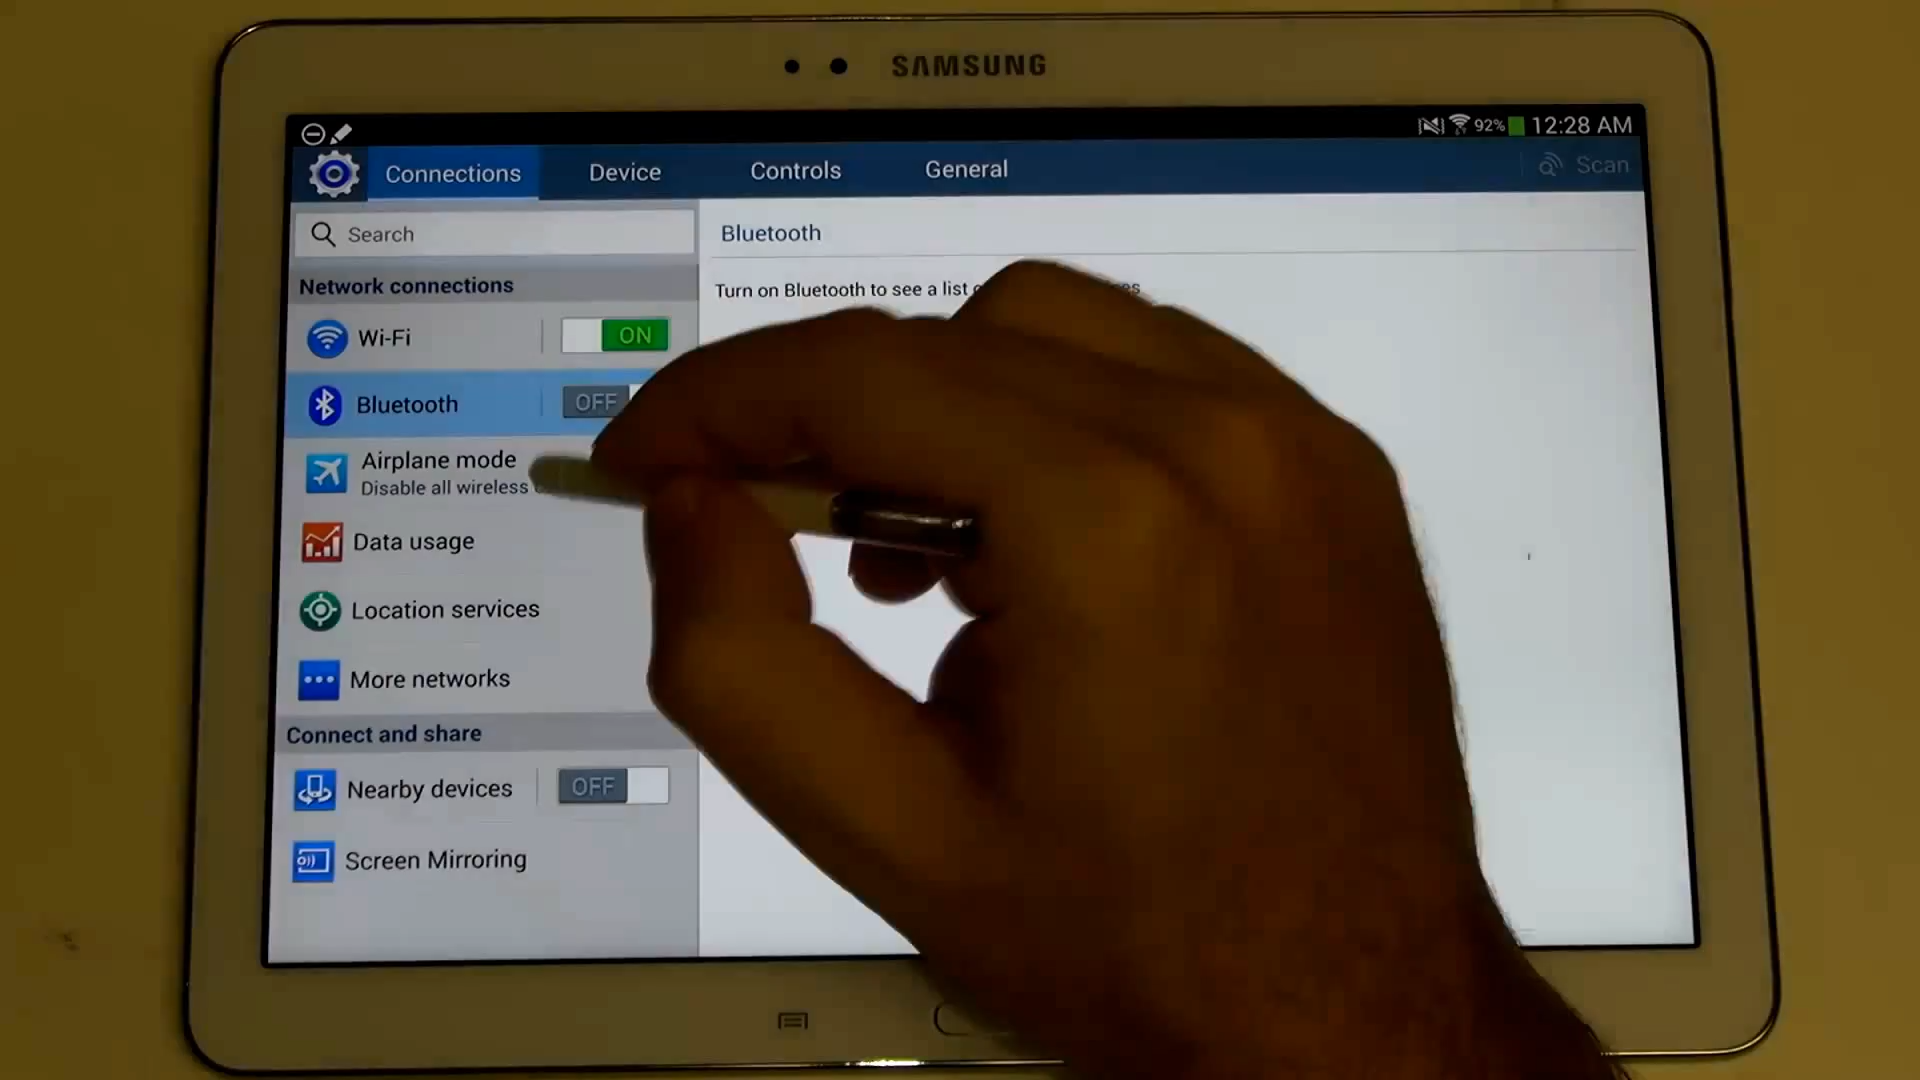 SAMSUNG
92% 12:28 AM
Connections Device Controls General Scan
Search
Bluetooth
Network connections
Turn on Bluetooth to see a list
Wi-Fi ON
Bluetooth OFF
Airplane mode
Disable all wireless
Data usage
Location services
More networks
Connect and share
Nearby devices OFF
Screen Mirroring